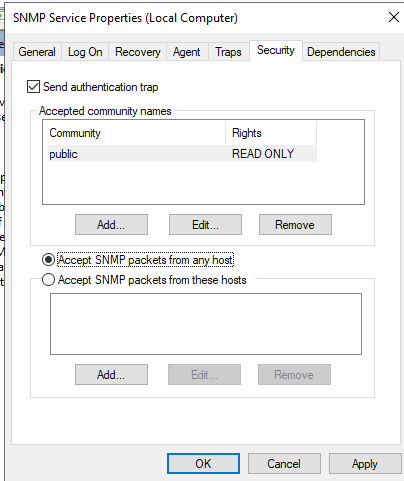 SNMP Service Properties (Local Computer)
General Log On Recovery Agent Traps Security Dependencies
Send authentication trap
Accepted community names
Community Rights
public READ ONLY
Add... Edit... Remove
Accept SNMP packets from any host
Accept SNMP packets from these hosts
Add... Edit... Remove
OK Cancel Apply